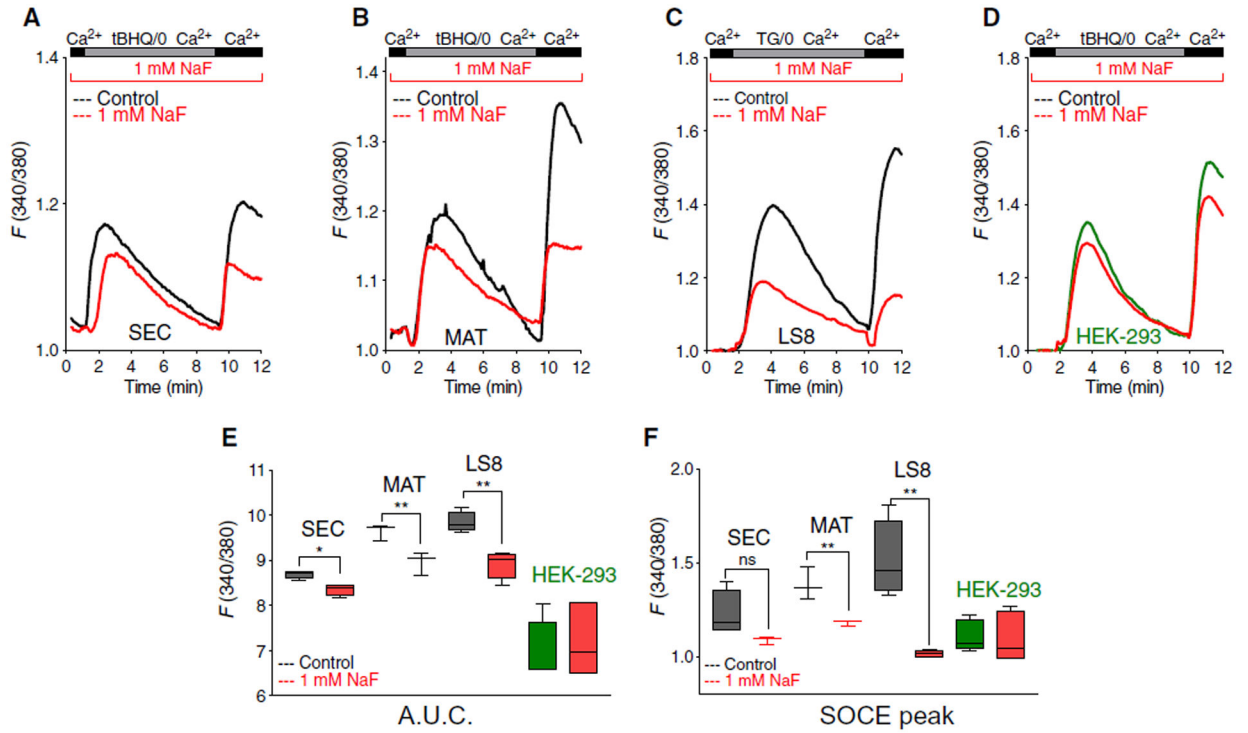 A
Ca²⁺ tBHQ/0 Ca²⁺ Ca²⁺
1 mM NaF
--- Control
--- 1 mM NaF
1.4
1.2
1.0
F (340/380)
SEC
0 2 4 6 8 10 12
Time (min)
B
Ca²⁺ tBHQ/0 Ca²⁺ Ca²⁺
1 mM NaF
--- Control
--- 1 mM NaF
1.4
1.3
1.2
1.1
1.0
F (340/380)
MAT
0 2 4 6 8 10 12
Time (min)
C
Ca²⁺ TG/0 Ca²⁺ Ca²⁺
1 mM NaF
--- Control
--- 1 mM NaF
1.8
1.6
1.4
1.2
1.0
F (340/380)
LS8
0 2 4 6 8 10 12
Time (min)
D
Ca²⁺ tBHQ/0 Ca²⁺ Ca²⁺
1 mM NaF
--- Control
--- 1 mM NaF
1.8
1.6
1.4
1.2
1.0
F (340/380)
HEK-293
0 2 4 6 8 10 12
Time (min)
E
11
10
9
8
7
6
F (340/380)
SEC
*
MAT
**
LS8
**
HEK-293
--- Control
--- 1 mM NaF
A.U.C.
F
2.0
1.5
1.0
F (340/380)
SEC
ns
MAT
**
LS8
**
HEK-293
--- Control
--- 1 mM NaF
SOCE peak